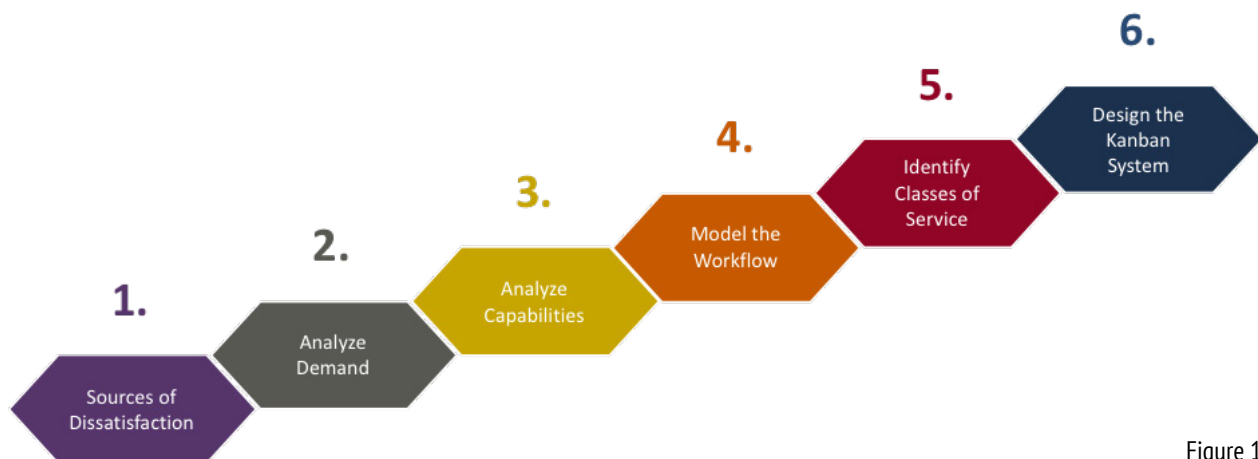 1.
Sources of
Dissatisfaction
2.
Analyze
Demand
3.
Analyze
Capabilities
4.
Model the
Workflow
5.
Identify
Classes of
Service
6.
Design the
Kanban
System
Figure 1